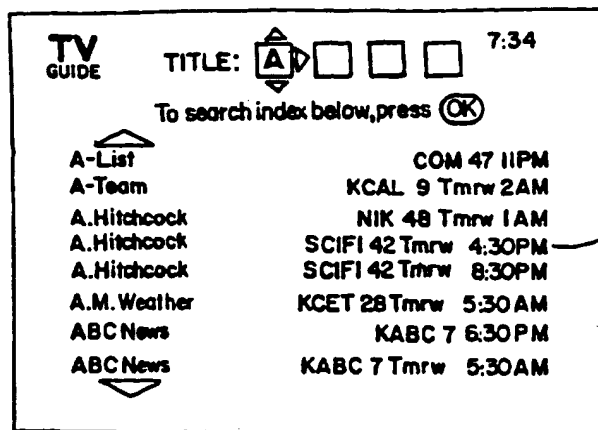 TV
GUIDE
TITLE: A
7:34
To search index below, press OK
A-List COM 47 11PM
A-Team KCAL 9 Tmrw 2AM
A.Hitchcock NIK 48 Tmrw 1AM
A.Hitchcock SCIFI 42 Tmrw 4:30PM
A.Hitchcock SCIFI 42 Tmrw 8:30PM
A.M. Weather KCET 28 Tmrw 5:30AM
ABC News KABC 7 6:30PM
ABC News KABC 7 Tmrw 5:30AM